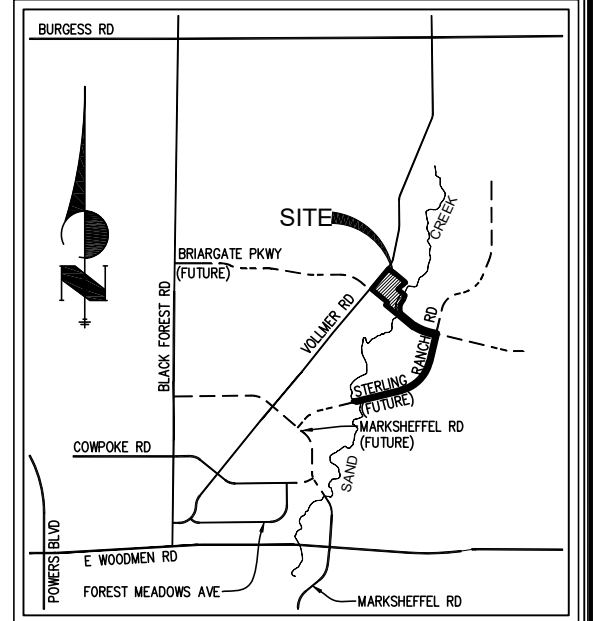 BURGESS RD
SITE
CREEK
BRIARGATE PKWY
(FUTURE)
N
BLACK FOREST RD
VOLLMER RD
STERLING RANCH RD
(FUTURE)
MARKSHEFFEL RD
(FUTURE)
COWPOKE RD
SAND
POWERS BLVD
E WOODMEN RD
FOREST MEADOWS AVE
MARKSHEFFEL RD